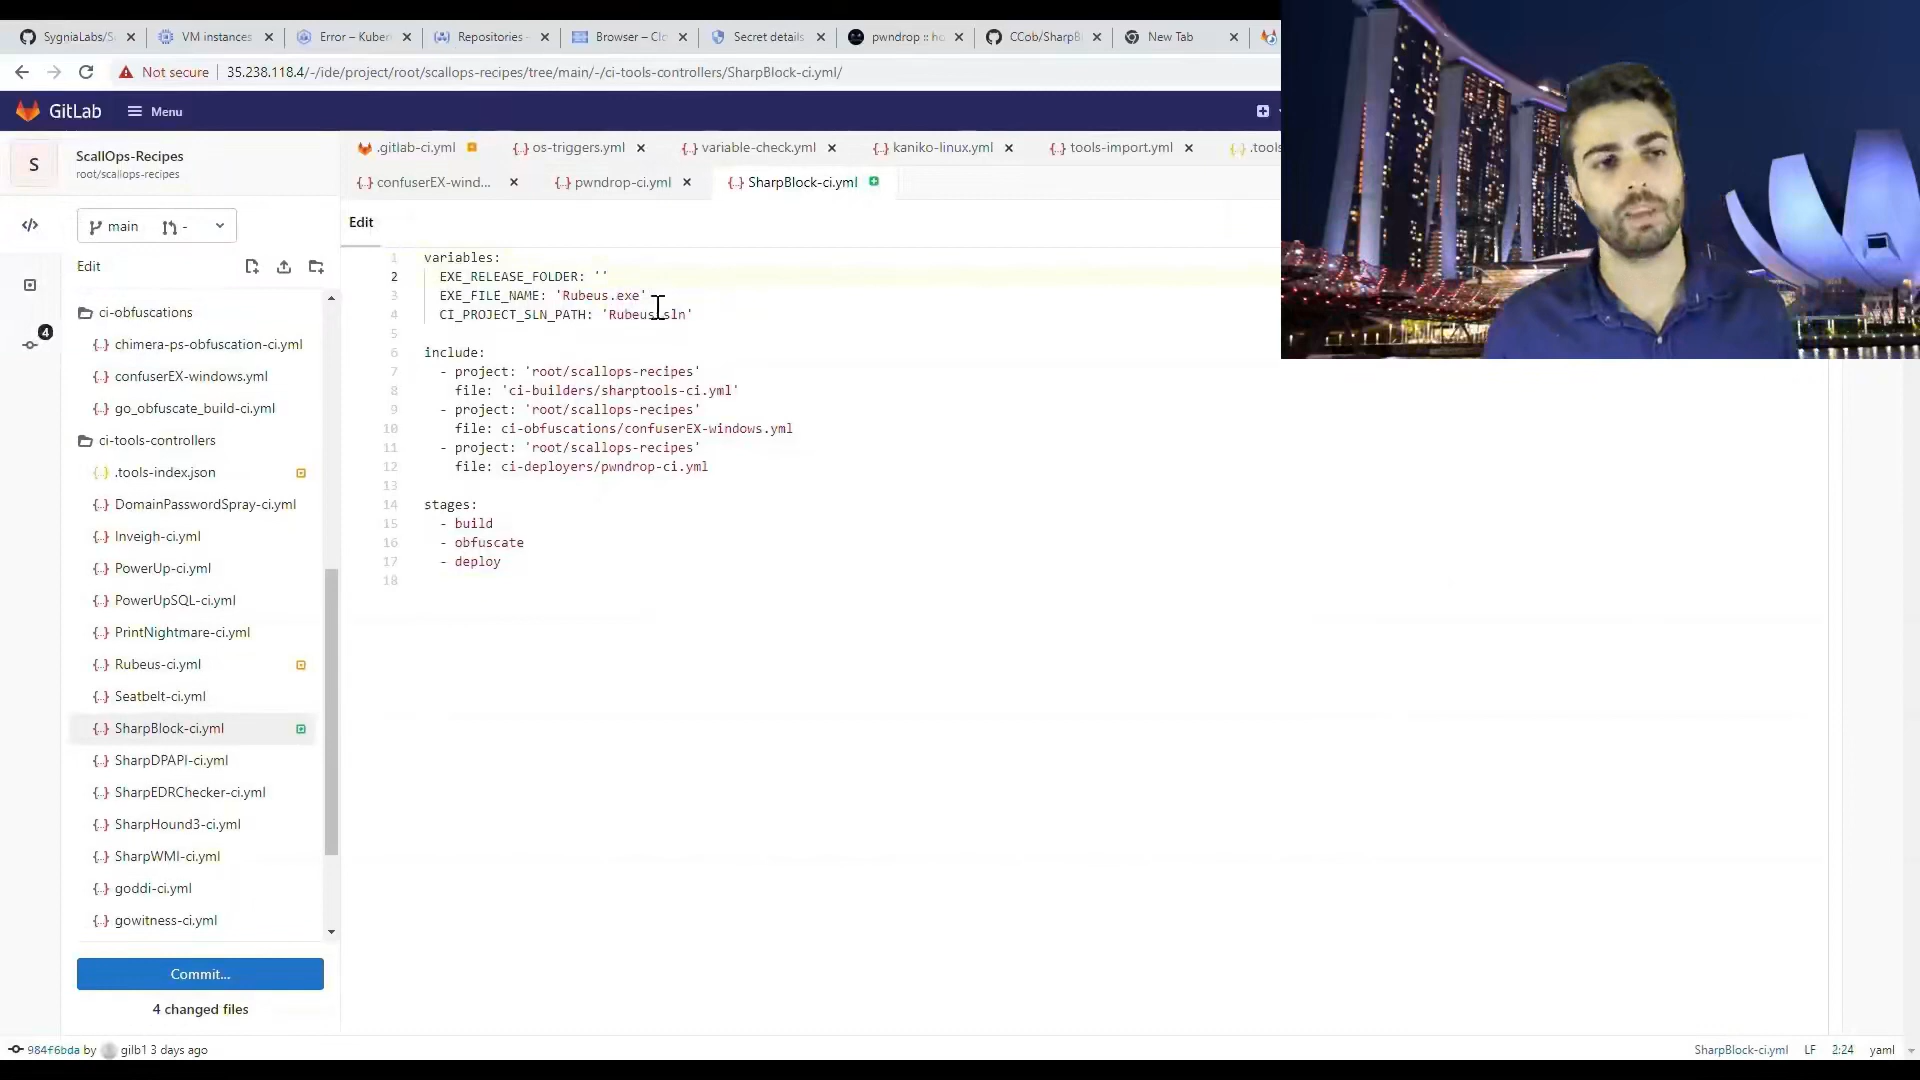 SygniaLabs/S
VM instances
Error – Kuber
Repositories -
Browser – Clo
Secret details
pwndrop :: ho
CCob/SharpB
New Tab
Not secure
35.238.118.4/-/ide/project/root/scallops-recipes/tree/main/-/ci-tools-controllers/SharpBlock-ci.yml/
GitLab
Menu
S
ScallOps-Recipes
root/scallops-recipes
main
-
Edit
4
ci-obfuscations
{..} chimera-ps-obfuscation-ci.yml
{..} confuserEX-windows.yml
{..} go_obfuscate_build-ci.yml
ci-tools-controllers
{..} .tools-index.json
{..} DomainPasswordSpray-ci.yml
{..} Inveigh-ci.yml
{..} PowerUp-ci.yml
{..} PowerUpSQL-ci.yml
{..} PrintNightmare-ci.yml
{..} Rubeus-ci.yml
{..} Seatbelt-ci.yml
{..} SharpBlock-ci.yml
{..} SharpDPAPI-ci.yml
{..} SharpEDRChecker-ci.yml
{..} SharpHound3-ci.yml
{..} SharpWMI-ci.yml
{..} goddi-ci.yml
{..} gowitness-ci.yml
Commit...
4 changed files
.gitlab-ci.yml
{..} os-triggers.yml
{..} variable-check.yml
{..} kaniko-linux.yml
{..} tools-import.yml
{..} .tools
{..} confuserEX-wind...
{..} pwndrop-ci.yml
{..} SharpBlock-ci.yml
Edit
1 variables:
2 EXE_RELEASE_FOLDER: ''
3 EXE_FILE_NAME: 'Rubeus.exe'
4 CI_PROJECT_SLN_PATH: 'Rubeus.sln'
5
6 include:
7 - project: 'root/scallops-recipes'
8 file: 'ci-builders/sharptools-ci.yml'
9 - project: 'root/scallops-recipes'
10 file: ci-obfuscations/confuserEX-windows.yml
11 - project: 'root/scallops-recipes'
12 file: ci-deployers/pwndrop-ci.yml
13
14 stages:
15 - build
16 - obfuscate
17 - deploy
18
984f6bda by gilb1 3 days ago
SharpBlock-ci.yml LF 2:24 yaml